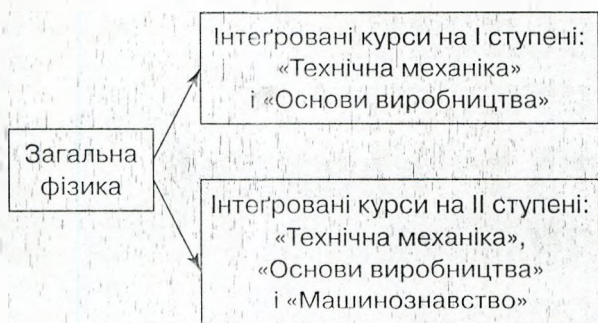 Інтеґровані курси на І ступені:
«Технічна механіка»
і «Основи виробництва»
Загальна
фізика
Інтеґровані курси на ІІ ступені:
«Технічна механіка»,
«Основи виробництва»
і «Машинознавство»